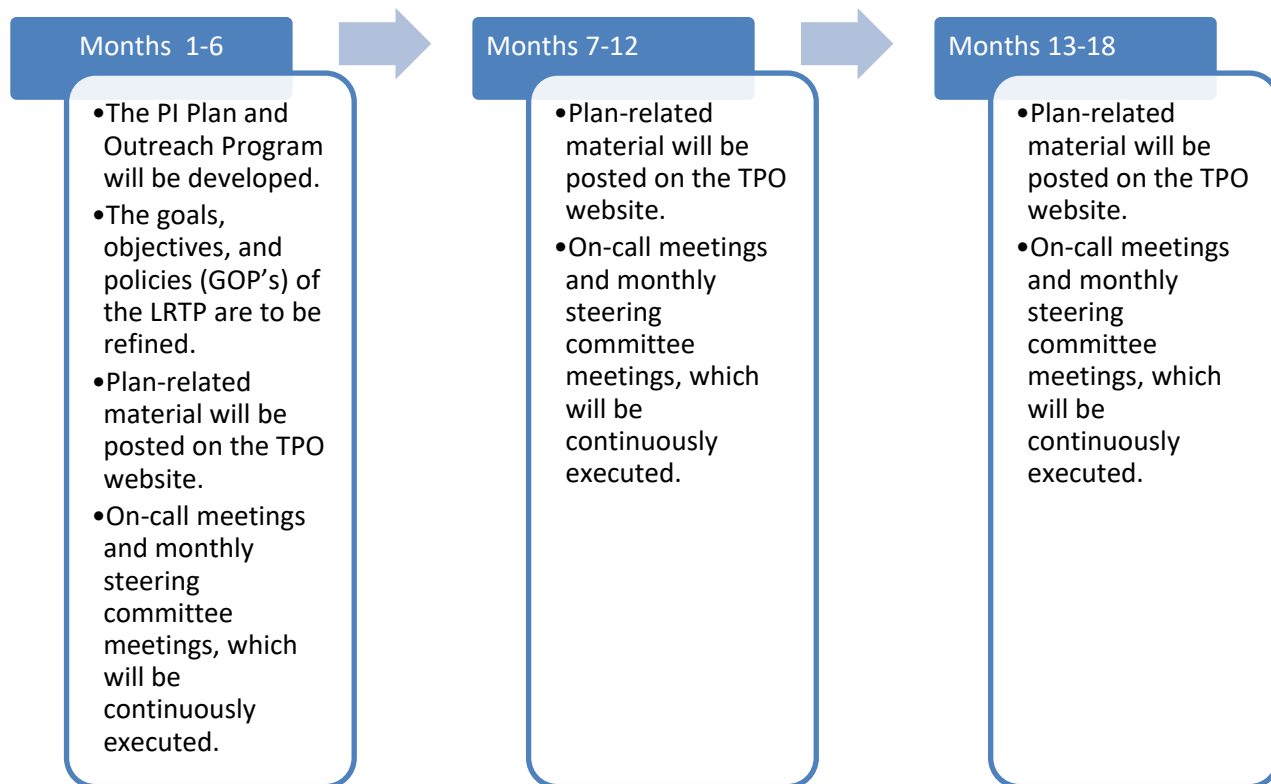 Months  1-6
•The PI Plan and
Outreach Program
will be developed.
•The goals,
objectives, and
policies (GOP's) of
the LRTP are to be
refined.
•Plan-related
material will be
posted on the TPO
website.
•On-call meetings
and monthly
steering
committee
meetings, which
will be
continuously
executed.
Months 7-12
•Plan-related
material will be
posted on the TPO
website.
•On-call meetings
and monthly
steering
committee
meetings, which
will be
continuously
executed.
Months 13-18
•Plan-related
material will be
posted on the TPO
website.
•On-call meetings
and monthly
steering
committee
meetings, which
will be
continuously
executed.